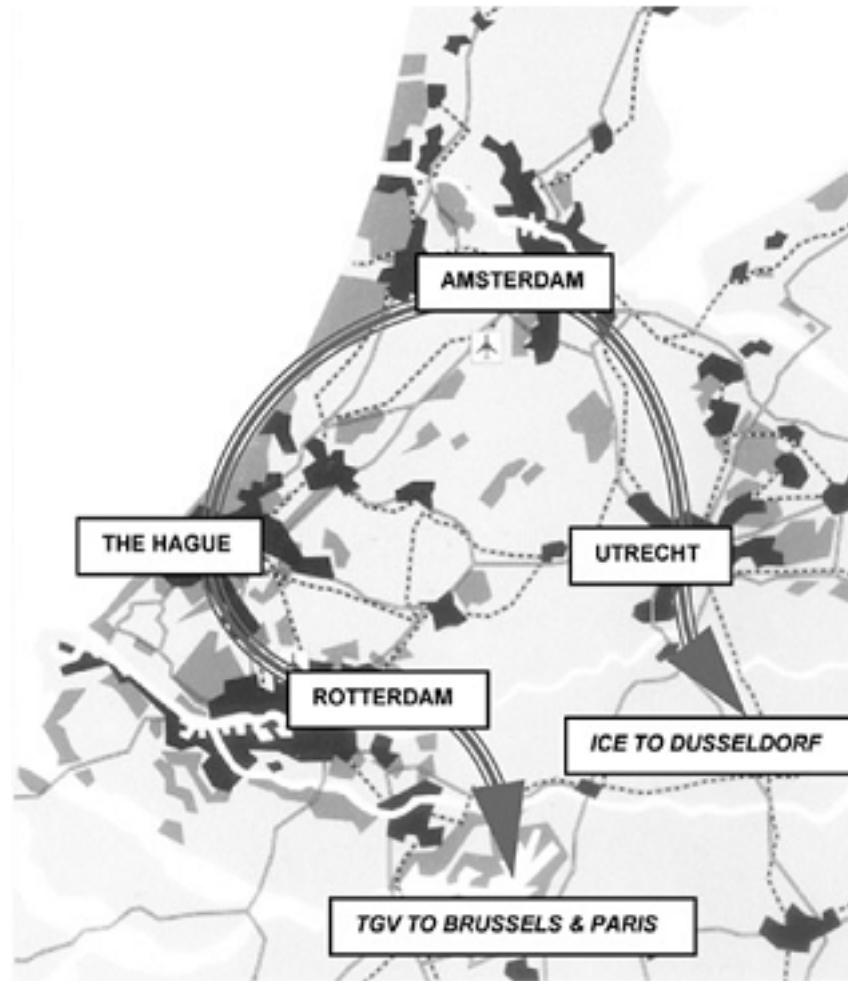 AMSTERDAM
THE HAGUE
UTRECHT
ROTTERDAM
ICE TO DUSSELDORF
TGV TO BRUSSELS & PARIS